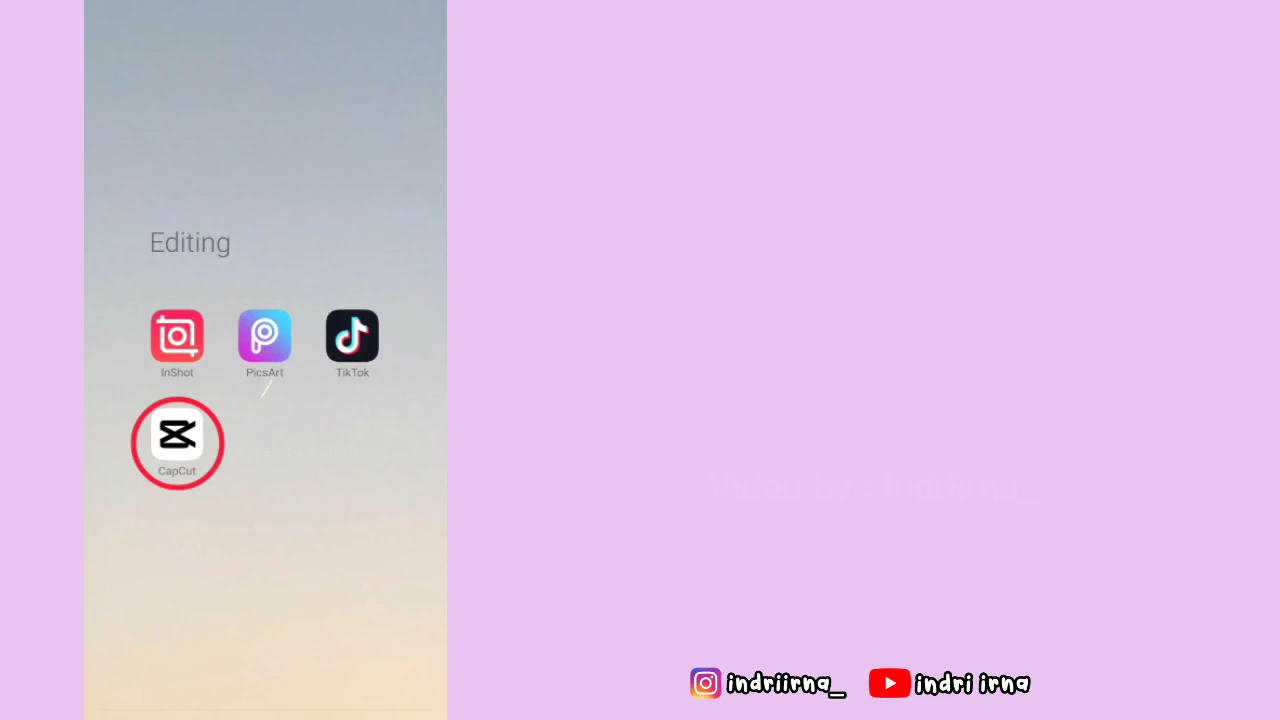 Editing
InShot
PicsArt
TikTok
CapCut
indriirna_
indri irna